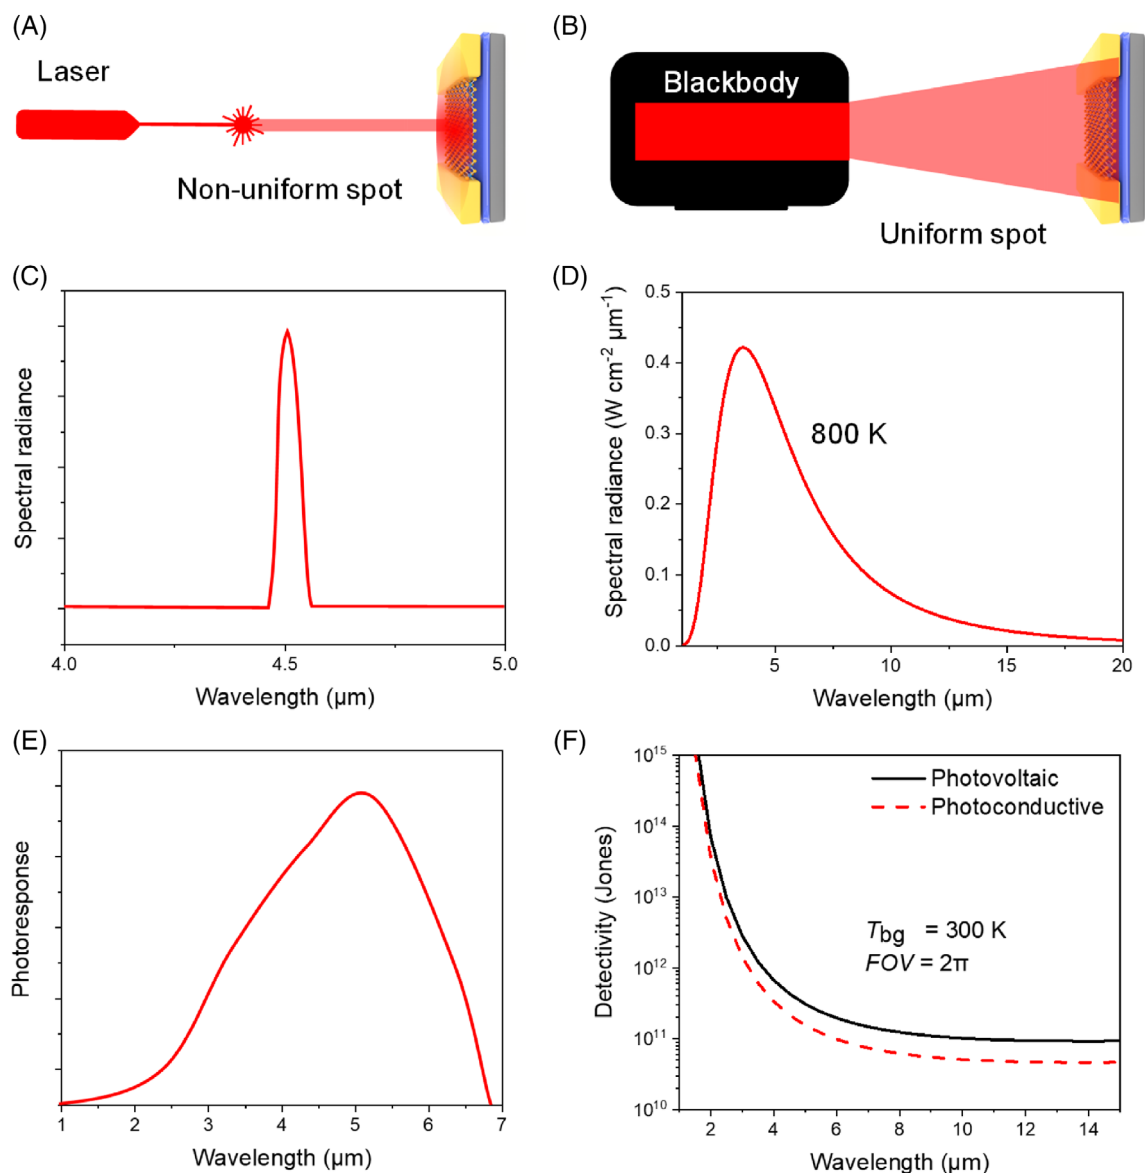 (A)
Laser
Non-uniform spot
(B)
Blackbody
Uniform spot
(C)
Spectral radiance
4.0 4.5 5.0
Wavelength (µm)
(D)
Spectral radiance (W cm⁻² µm⁻¹)
0.5
0.4
0.3
0.2
0.1
0.0
800 K
5 10 15 20
Wavelength (µm)
(E)
Photoresponse
1 2 3 4 5 6 7
Wavelength (µm)
(F)
Detectivity (Jones)
10¹⁵
10¹⁴
10¹³
10¹²
10¹¹
10¹⁰
Photovoltaic
Photoconductive
Tbg = 300 K
FOV = 2π
2 4 6 8 10 12 14
Wavelength (µm)